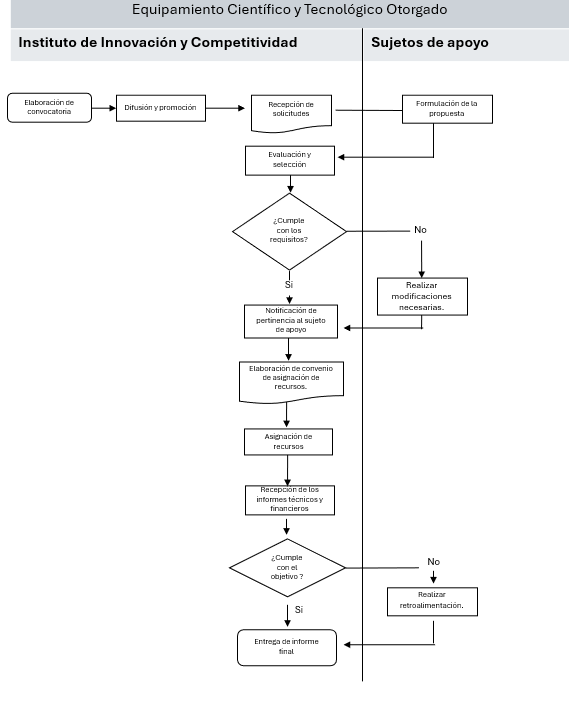 Equipamiento Científico y Tecnológico Otorgado
Instituto de Innovación y Competitividad
Sujetos de apoyo
Elaboración de
convocatoria
Difusión y promoción
Recepción de
solicitudes
Formulación de la
propuesta
Evaluación y
selección
¿Cumple
con los
requisitos?
No
Si
Realizar
modificaciones
necesarias.
Notificación de
pertinencia al sujeto
de apoyo
Elaboración de convenio
de asignación de
recursos.
Asignación de
recursos
Recepción de los
informes técnicos y
financieros
¿Cumple
con el
objetivo ?
No
Realizar
retroalimentación.
Si
Entrega de informe
final